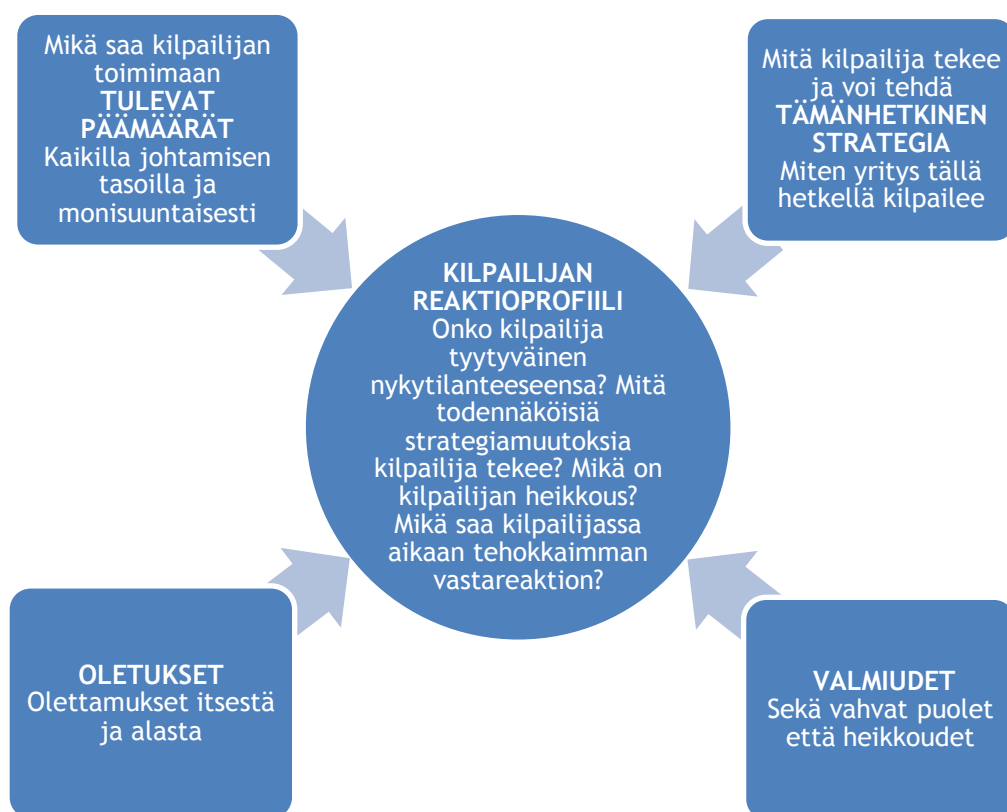 Mikä saa kilpailijan
toimimaan
TULEVAT
PÄÄMÄÄRÄT
Kaikilla johtamisen
tasoilla ja
monisuuntaisesti
Mitä kilpailija tekee
ja voi tehdä
TÄMÄNHETKINEN
STRATEGIA
Miten yritys tällä
hetkellä kilpailee
KILPAILIJAN
REAKTIOPROFIILI
Onko kilpailija
tyytyväinen
nykytilanteeseensa? Mitä
todennäköisiä
strategiamuutoksia
kilpailija tekee? Mikä on
kilpailijan heikkous?
Mikä saa kilpailijassa
aikaan tehokkaimman
vastareaktion?
OLETUKSET
Olettamukset itsestä
ja alasta
VALMIUDET
Sekä vahvat puolet
että heikkoudet